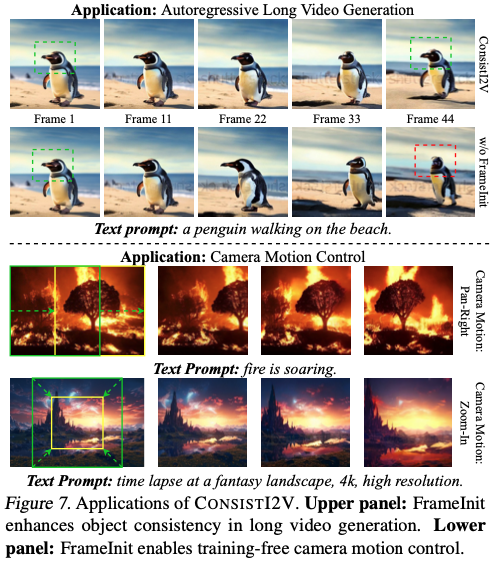 Application: Autoregressive Long Video Generation
ConsistI2V
Frame 1 Frame 11 Frame 22 Frame 33 Frame 44
w/o FrameInit
Text prompt: a penguin walking on the beach.
Application: Camera Motion Control
Camera Motion:
Pan-Right
Text Prompt: fire is soaring.
Camera Motion:
Zoom-In
Text Prompt: time lapse at a fantasy landscape, 4k, high resolution.
Figure 7. Applications of CONSISTI2V. Upper panel: FrameInit
enhances object consistency in long video generation. Lower
panel: FrameInit enables training-free camera motion control.